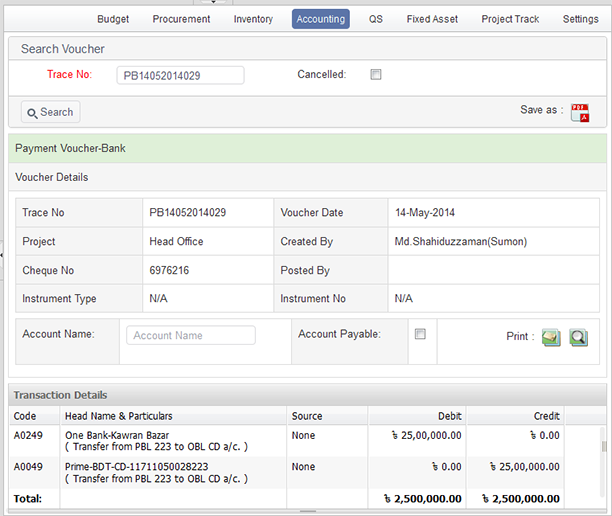 Budget Procurement Inventory Accounting QS Fixed Asset Project Track Settings
Search Voucher
Trace No: PB14052014029 Cancelled:
Search Save as : PDF
Payment Voucher-Bank
Voucher Details
Trace No PB14052014029 Voucher Date 14-May-2014
Project Head Office Created By Md.Shahiduzzaman(Sumon)
Cheque No 6976216 Posted By
Instrument Type N/A Instrument No N/A
Account Name: Account Name Account Payable: Print :
Transaction Details
Code Head Name & Particulars Source Debit Credit
A0249 One Bank-Kawran Bazar None ৳ 25,00,000.00 ৳ 0.00
( Transfer from PBL 223 to OBL CD a/c. )
A0049 Prime-BDT-CD-11711050028223 None ৳ 0.00 ৳ 25,00,000.00
( Transfer from PBL 223 to OBL CD a/c. )
Total: ৳ 2,500,000.00 ৳ 2,500,000.00